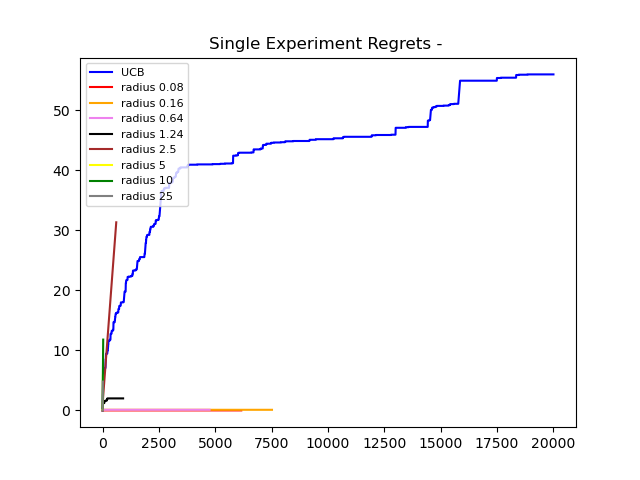 Single Experiment Regrets -
UCB
radius 0.08
radius 0.16
radius 0.64
radius 1.24
radius 2.5
radius 5
radius 10
radius 25
50
40
30
20
10
0
0 2500 5000 7500 10000 12500 15000 17500 20000